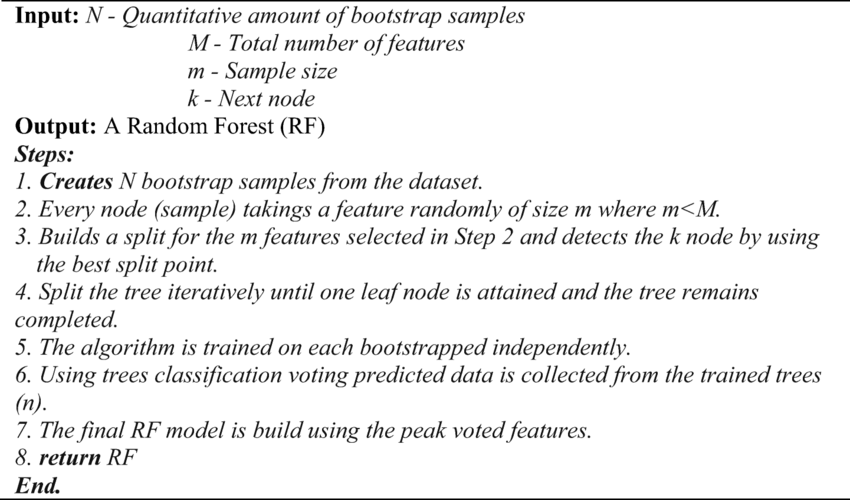 Input: N - Quantitative amount of bootstrap samples
M - Total number of features
m - Sample size
k - Next node
Output: A Random Forest (RF)
Steps:
1. Creates N bootstrap samples from the dataset.
2. Every node (sample) takings a feature randomly of size m where m<M.
3. Builds a split for the m features selected in Step 2 and detects the k node by using
the best split point.
4. Split the tree iteratively until one leaf node is attained and the tree remains
completed.
5. The algorithm is trained on each bootstrapped independently.
6. Using trees classification voting predicted data is collected from the trained trees
(n).
7. The final RF model is build using the peak voted features.
8. return RF
End.